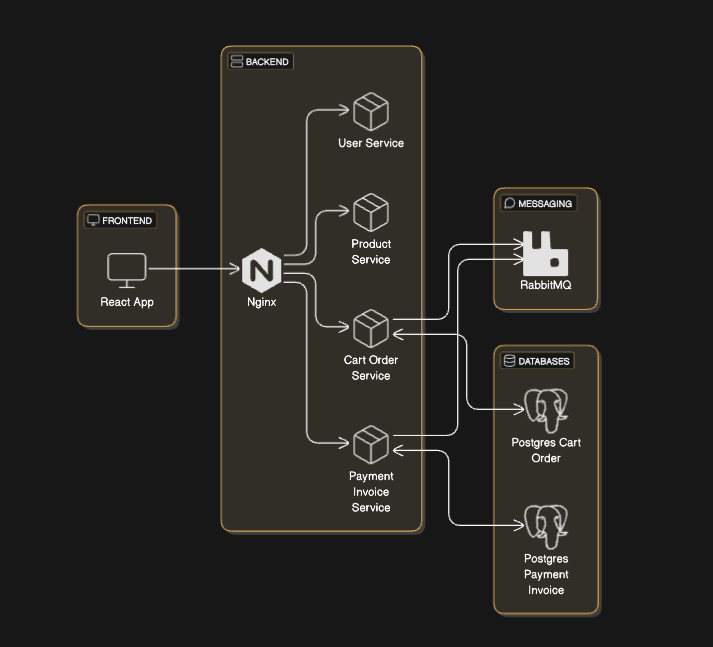 BACKEND
User Service
FRONTEND
React App
Nginx
Product
Service
MESSAGING
RabbitMQ
Cart Order
Service
DATABASES
Postgres Cart
Order
Payment
Invoice
Service
Postgres
Payment
Invoice